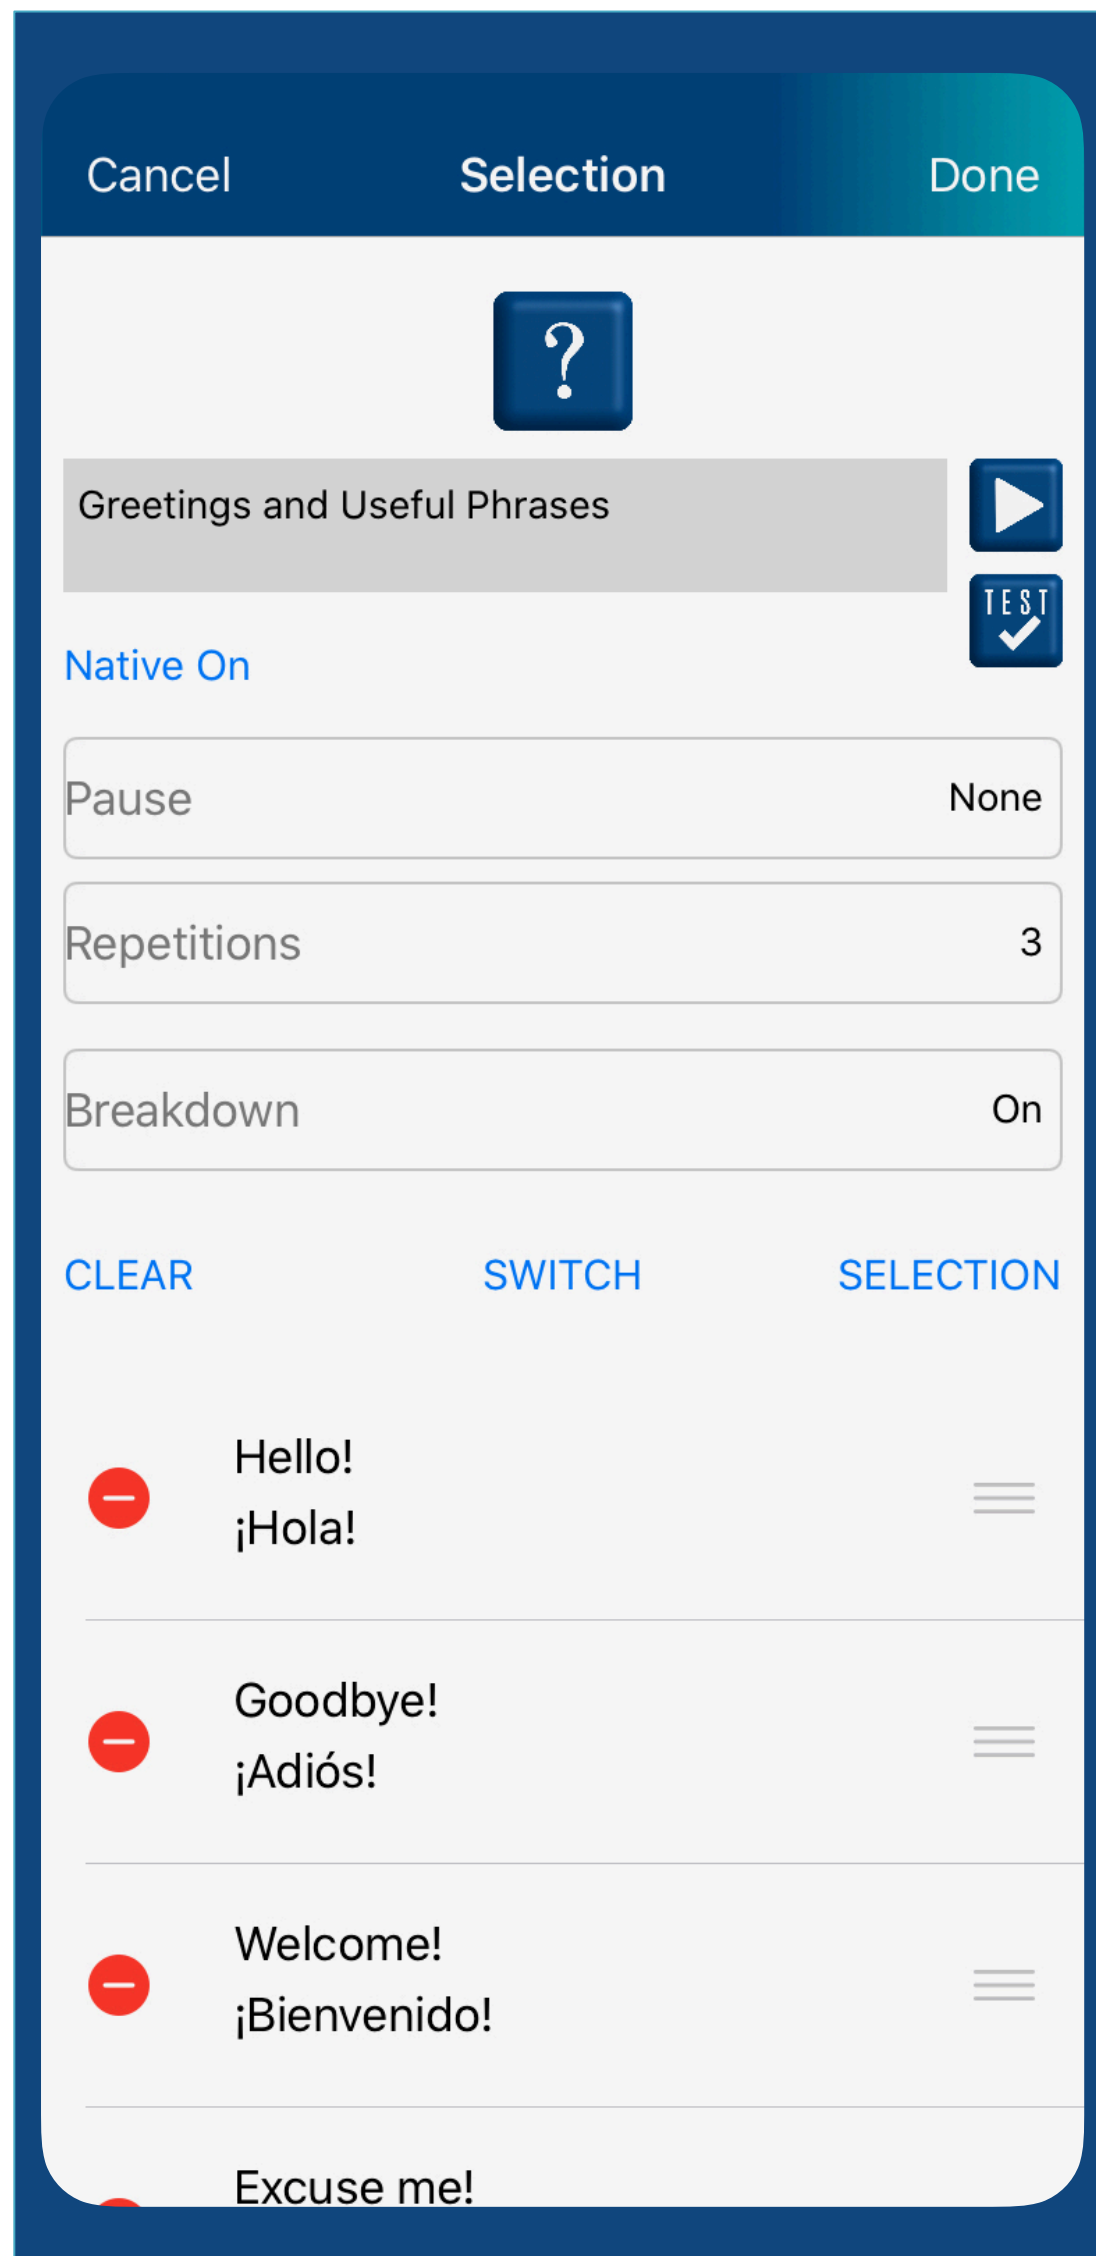 Cancel Selection Done
?
Greetings and Useful Phrases
TEST
Native On
Pause None
Repetitions 3
Breakdown On
CLEAR SWITCH SELECTION
Hello!
¡Hola!
Goodbye!
¡Adiós!
Welcome!
¡Bienvenido!
Excuse me!